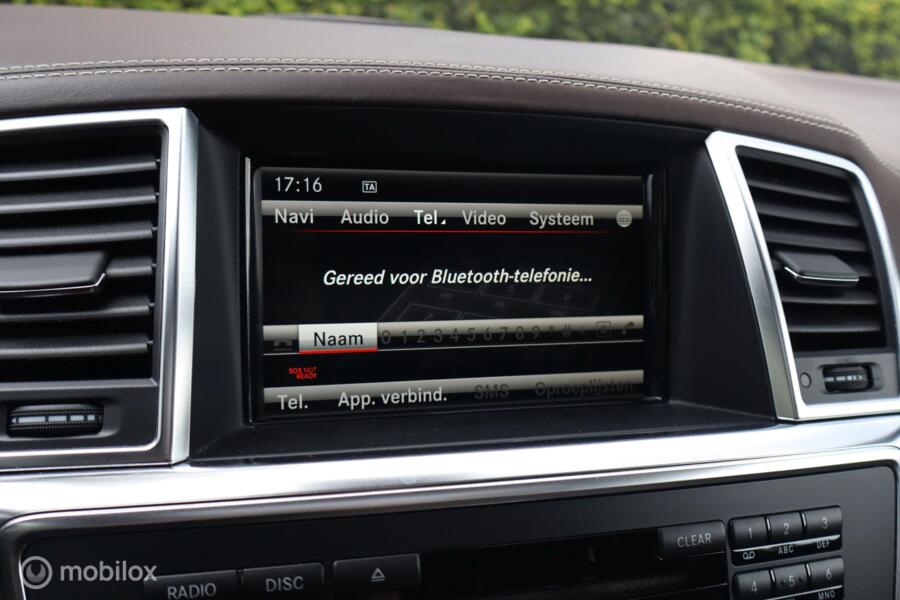 17:16 TA
Navi Audio Tel. Video Systeem
Gereed voor Bluetooth-telefonie...
Naam 0 1 2 3 4 5 6 7 8 9 * # +
SOS NOT
READY
Tel. App. verbind. SMS Oproeplijsten
CLEAR
1 2 3
ABC DEF
4 5 6
MNO
RADIO DISC
mobilox